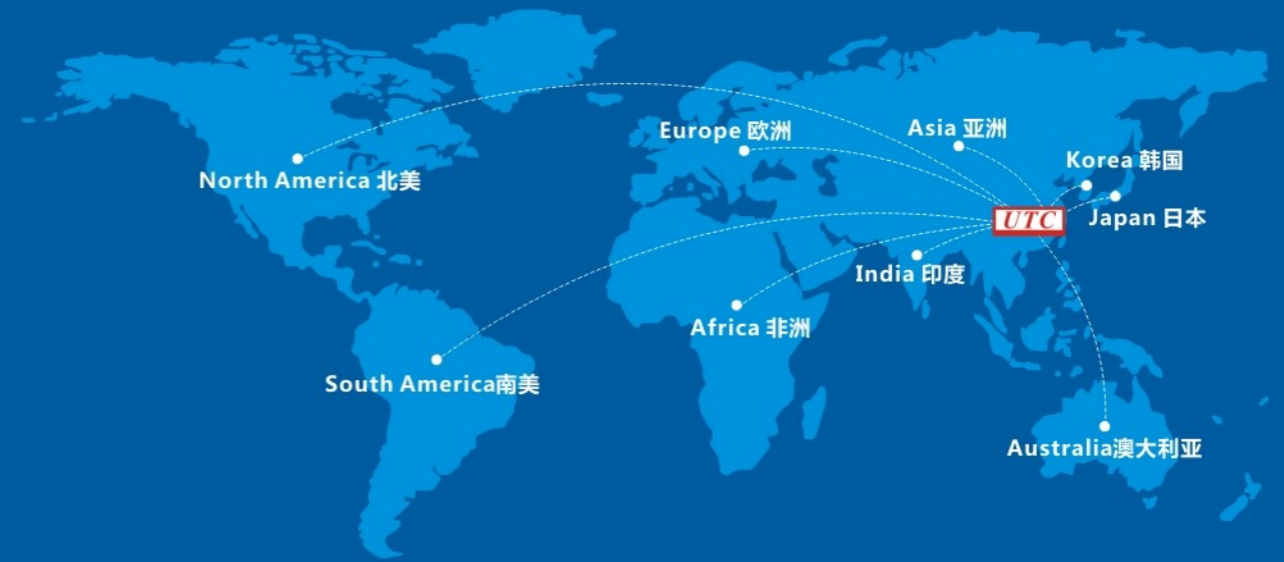 Europe 欧洲
Asia 亚洲
Korea 韩国
North America 北美
UTC
Japan 日本
India 印度
Africa 非洲
South America南美
Australia澳大利亚